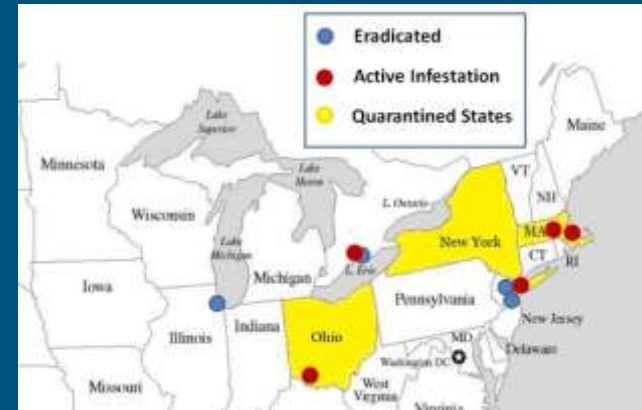 Eradicated
Active Infestation
Quarantined States
Lake
Superior
Maine
Minnesota
Lake
Huron
VT
NH
L. Ontario
Wisconsin
Lake
Michigan
MA
New York
CT
RI
Michigan
L. Erie
Iowa
Pennsylvania
New Jersey
Illinois
Indiana
Ohio
MD
Delaware
Washington DC
West
Virginia
Missouri
Virginia